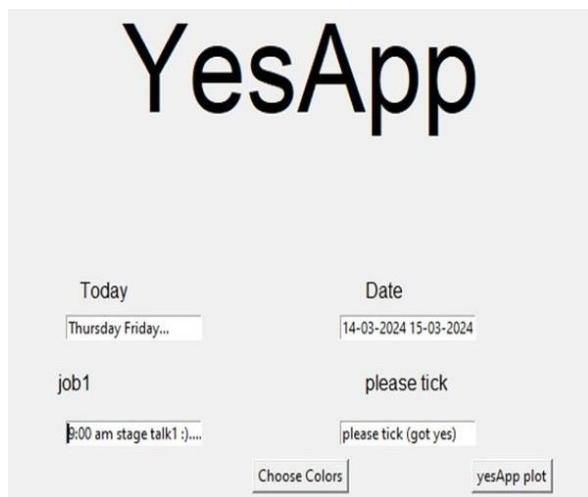 YesApp
Today Date
Thursday Friday... 14-03-2024 15-03-2024
job1 please tick
9:00 am stage talk1 :).... please tick (got yes)
Choose Colors yesApp plot